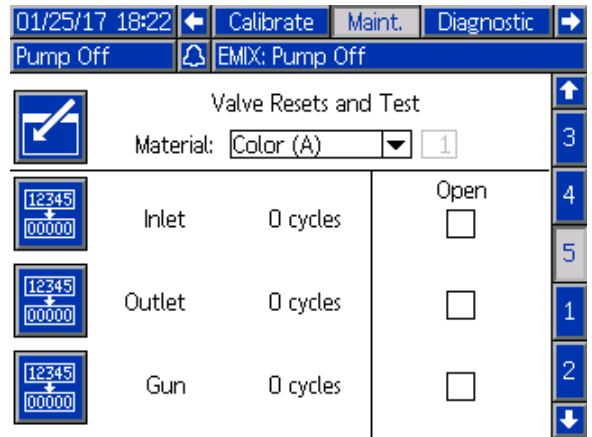 01/25/17 18:22 Calibrate Maint. Diagnostic
Pump Off EMIX: Pump Off
Valve Resets and Test
Material: Color (A) 1
3
Open
12345
00000
Inlet 0 cycles
4
5
12345
00000
Outlet 0 cycles
1
12345
00000
Gun 0 cycles
2